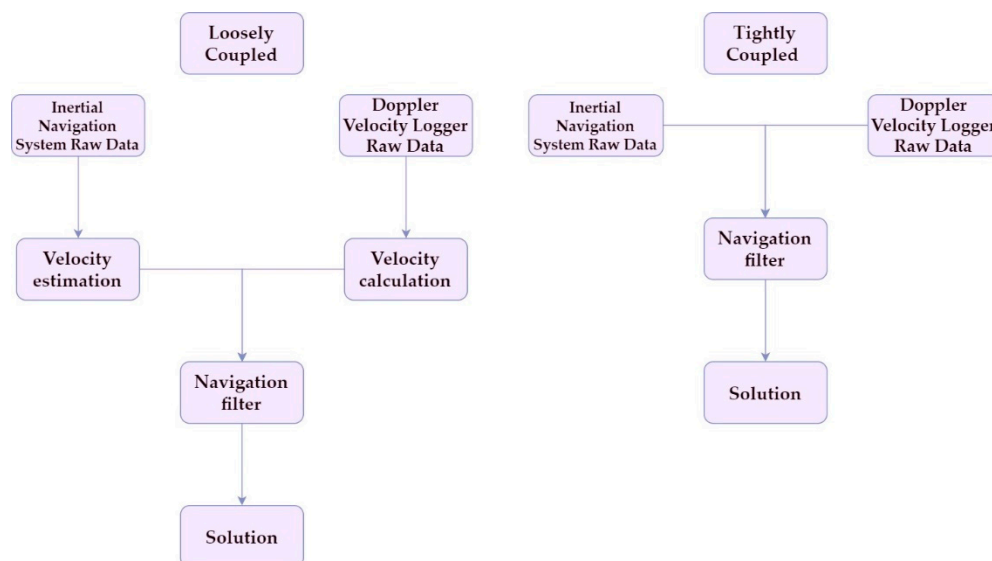 Loosely
Coupled
Inertial
Navigation
System Raw Data
Doppler
Velocity Logger
Raw Data
Velocity
estimation
Velocity
calculation
Navigation
filter
Solution
Tightly
Coupled
Inertial
Navigation
System Raw Data
Doppler
Velocity Logger
Raw Data
Navigation
filter
Solution